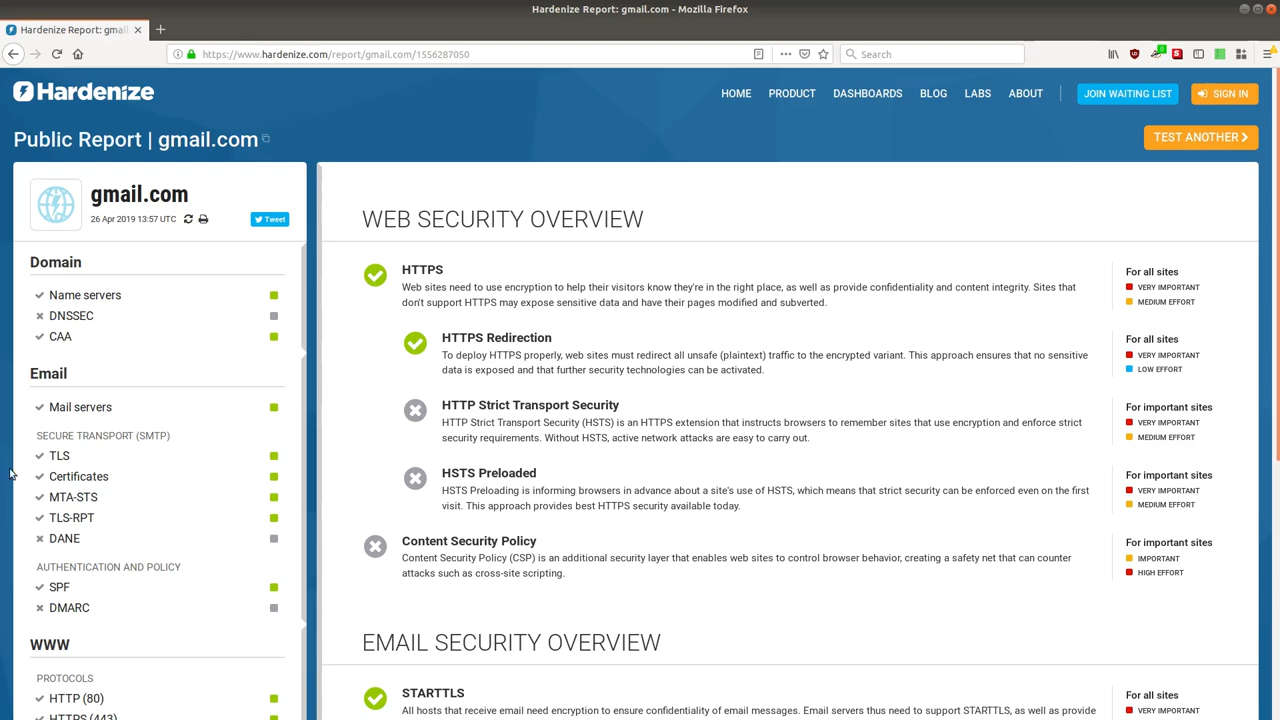 Hardenize Report: gmail.com - Mozilla Firefox
Hardenize Report: gmai
https://www.hardenize.com/report/gmail.com/1556287050
Search
Hardenize
HOME
PRODUCT
DASHBOARDS
BLOG
LABS
ABOUT
JOIN WAITING LIST
SIGN IN
Public Report | gmail.com
TEST ANOTHER
gmail.com
26 Apr 2019 13:57 UTC
Tweet
Domain
Name servers
DNSSEC
CAA
Email
Mail servers
SECURE TRANSPORT (SMTP)
TLS
Certificates
MTA-STS
TLS-RPT
DANE
AUTHENTICATION AND POLICY
SPF
DMARC
WWW
PROTOCOLS
HTTP (80)
HTTPS (443)
WEB SECURITY OVERVIEW
HTTPS
Web sites need to use encryption to help their visitors know they're in the right place, as well as provide confidentiality and content integrity. Sites that
don't support HTTPS may expose sensitive data and have their pages modified and subverted.
For all sites
VERY IMPORTANT
MEDIUM EFFORT
HTTPS Redirection
To deploy HTTPS properly, web sites must redirect all unsafe (plaintext) traffic to the encrypted variant. This approach ensures that no sensitive
data is exposed and that further security technologies can be activated.
For all sites
VERY IMPORTANT
LOW EFFORT
HTTP Strict Transport Security
HTTP Strict Transport Security (HSTS) is an HTTPS extension that instructs browsers to remember sites that use encryption and enforce strict
security requirements. Without HSTS, active network attacks are easy to carry out.
For important sites
VERY IMPORTANT
MEDIUM EFFORT
HSTS Preloaded
HSTS Preloading is informing browsers in advance about a site's use of HSTS, which means that strict security can be enforced even on the first
visit. This approach provides best HTTPS security available today.
For important sites
VERY IMPORTANT
MEDIUM EFFORT
Content Security Policy
Content Security Policy (CSP) is an additional security layer that enables web sites to control browser behavior, creating a safety net that can counter
attacks such as cross-site scripting.
For important sites
IMPORTANT
HIGH EFFORT
EMAIL SECURITY OVERVIEW
STARTTLS
All hosts that receive email need encryption to ensure confidentiality of email messages. Email servers thus need to support STARTTLS, as well as provide
For all sites
VERY IMPORTANT